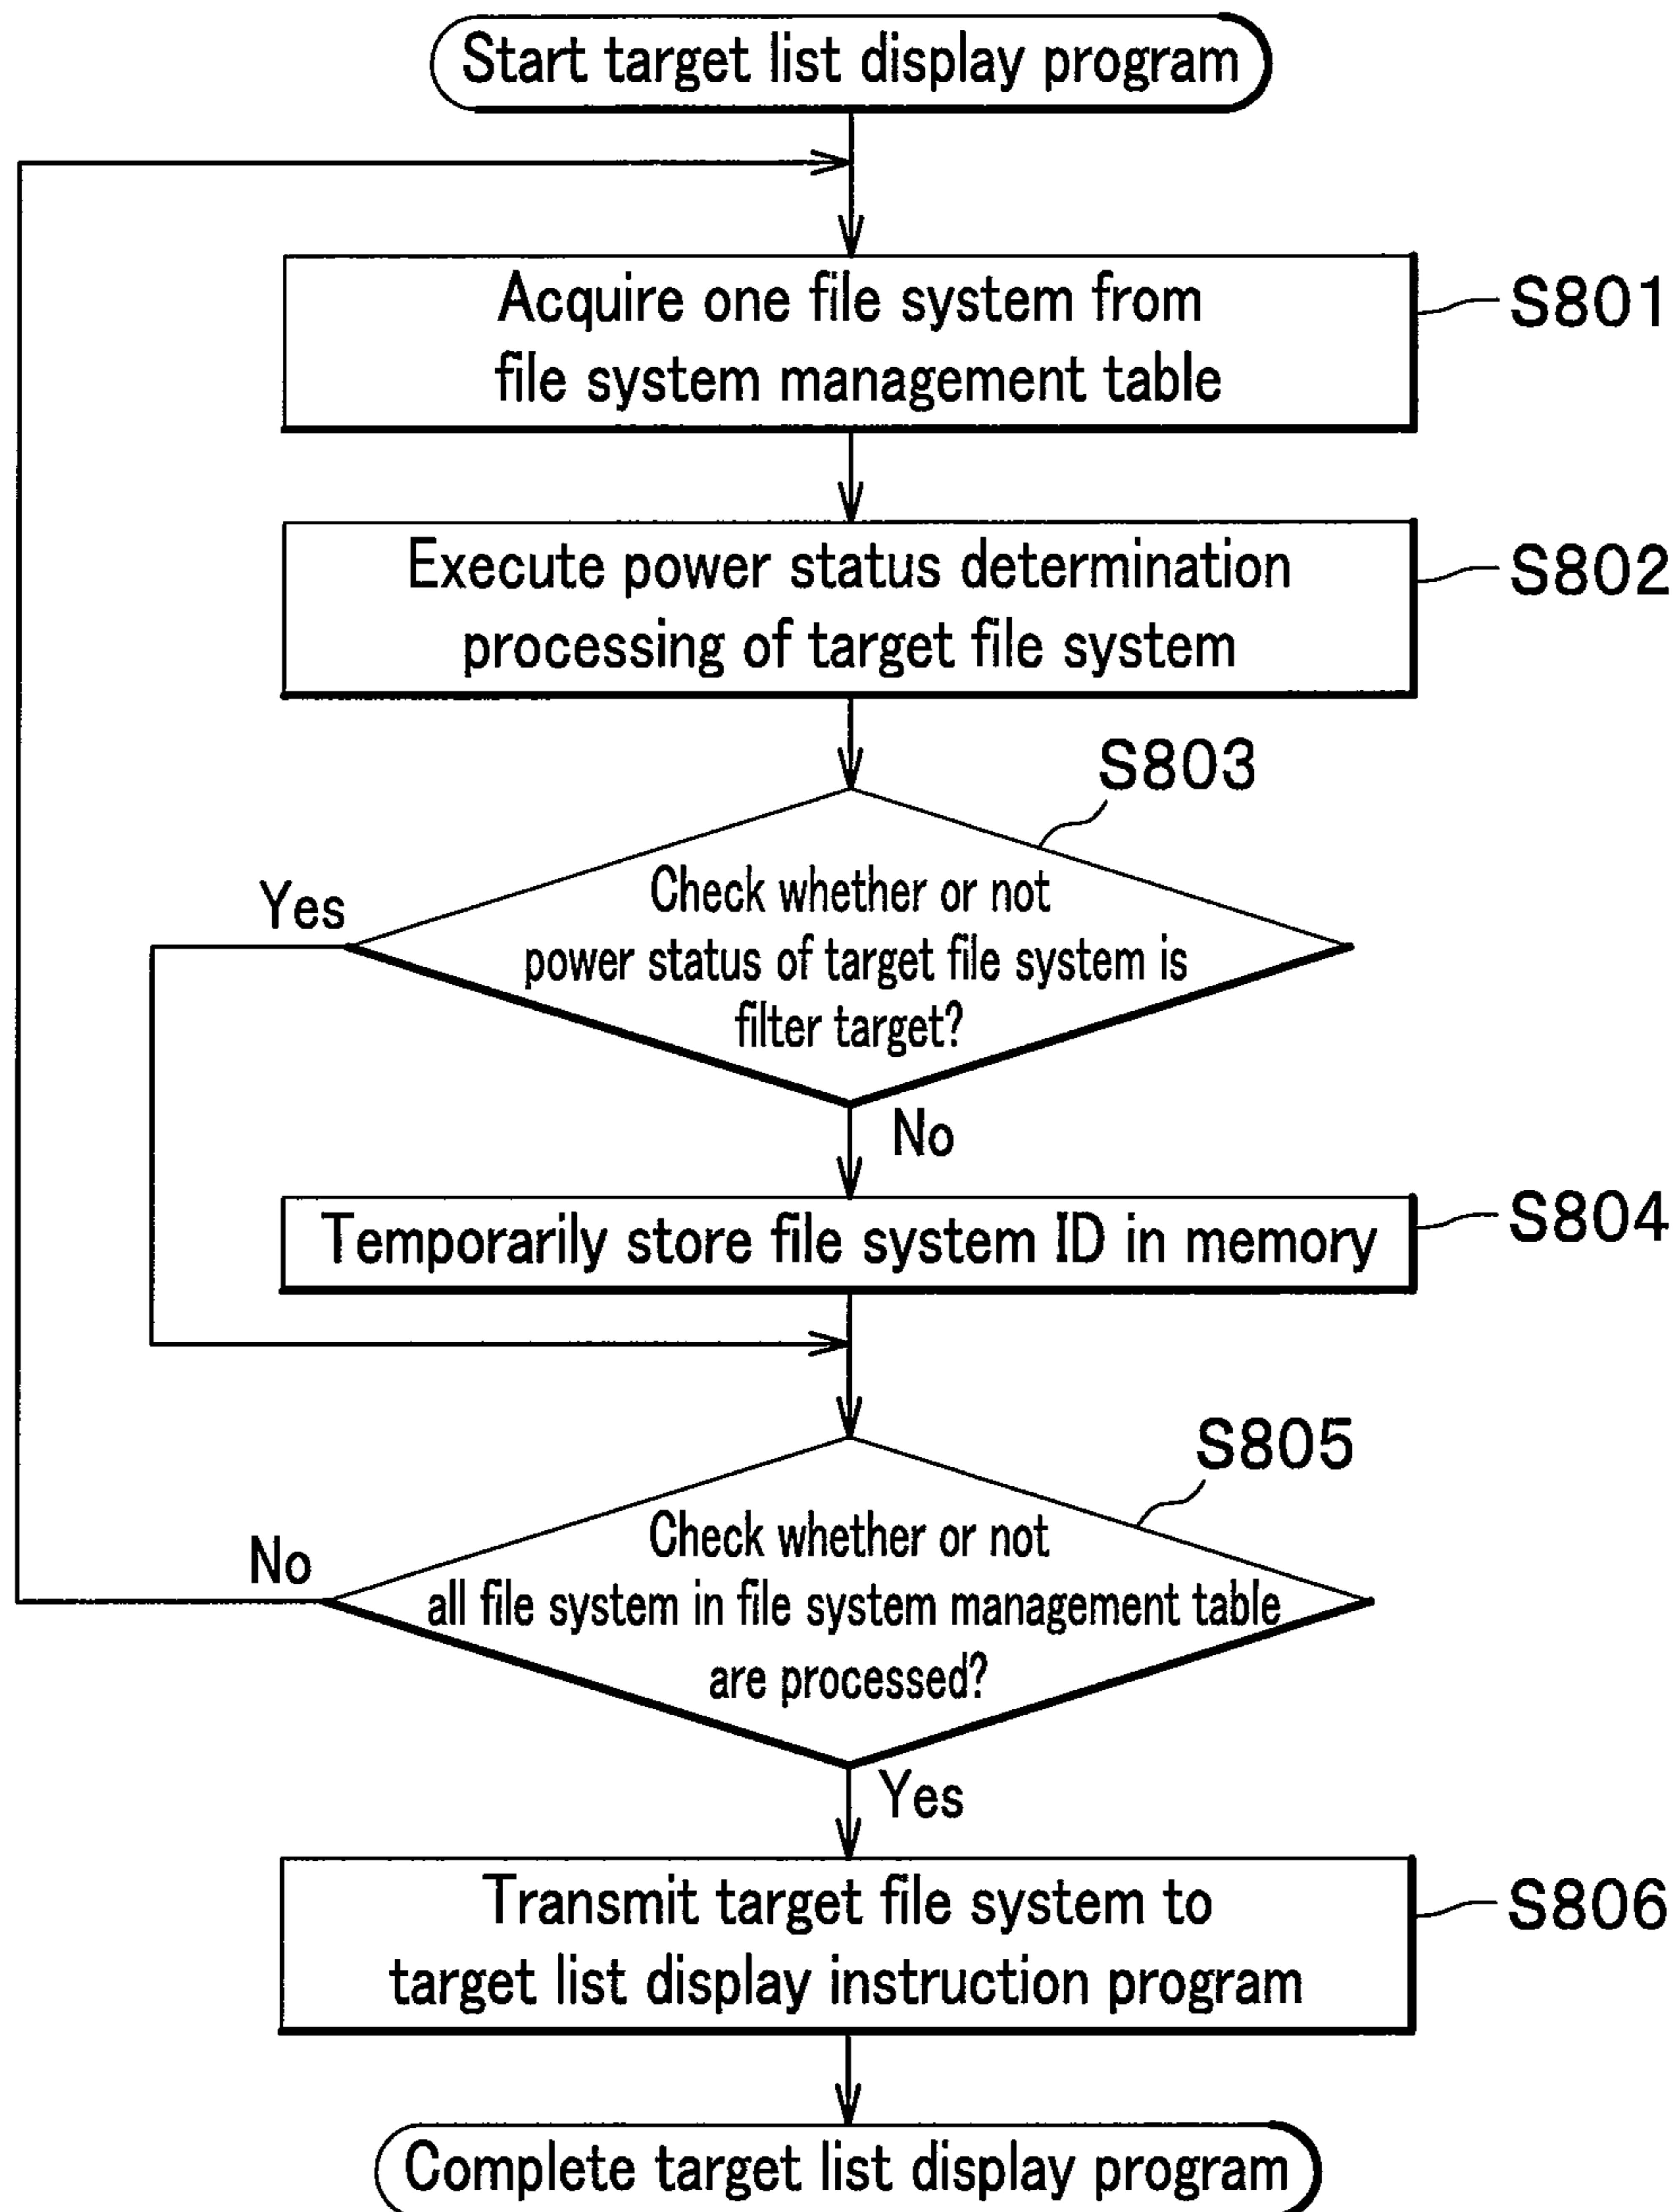 Start target list display program
Acquire one file system from
file system management table
S801
Execute power status determination
processing of target file system
S802
S803
Check whether or not
power status of target file system is
filter target?
Yes
No
Temporarily store file system ID in memory
S804
S805
Check whether or not
all file system in file system management table
are processed?
No
Yes
Transmit target file system to
target list display instruction program
S806
Complete target list display program